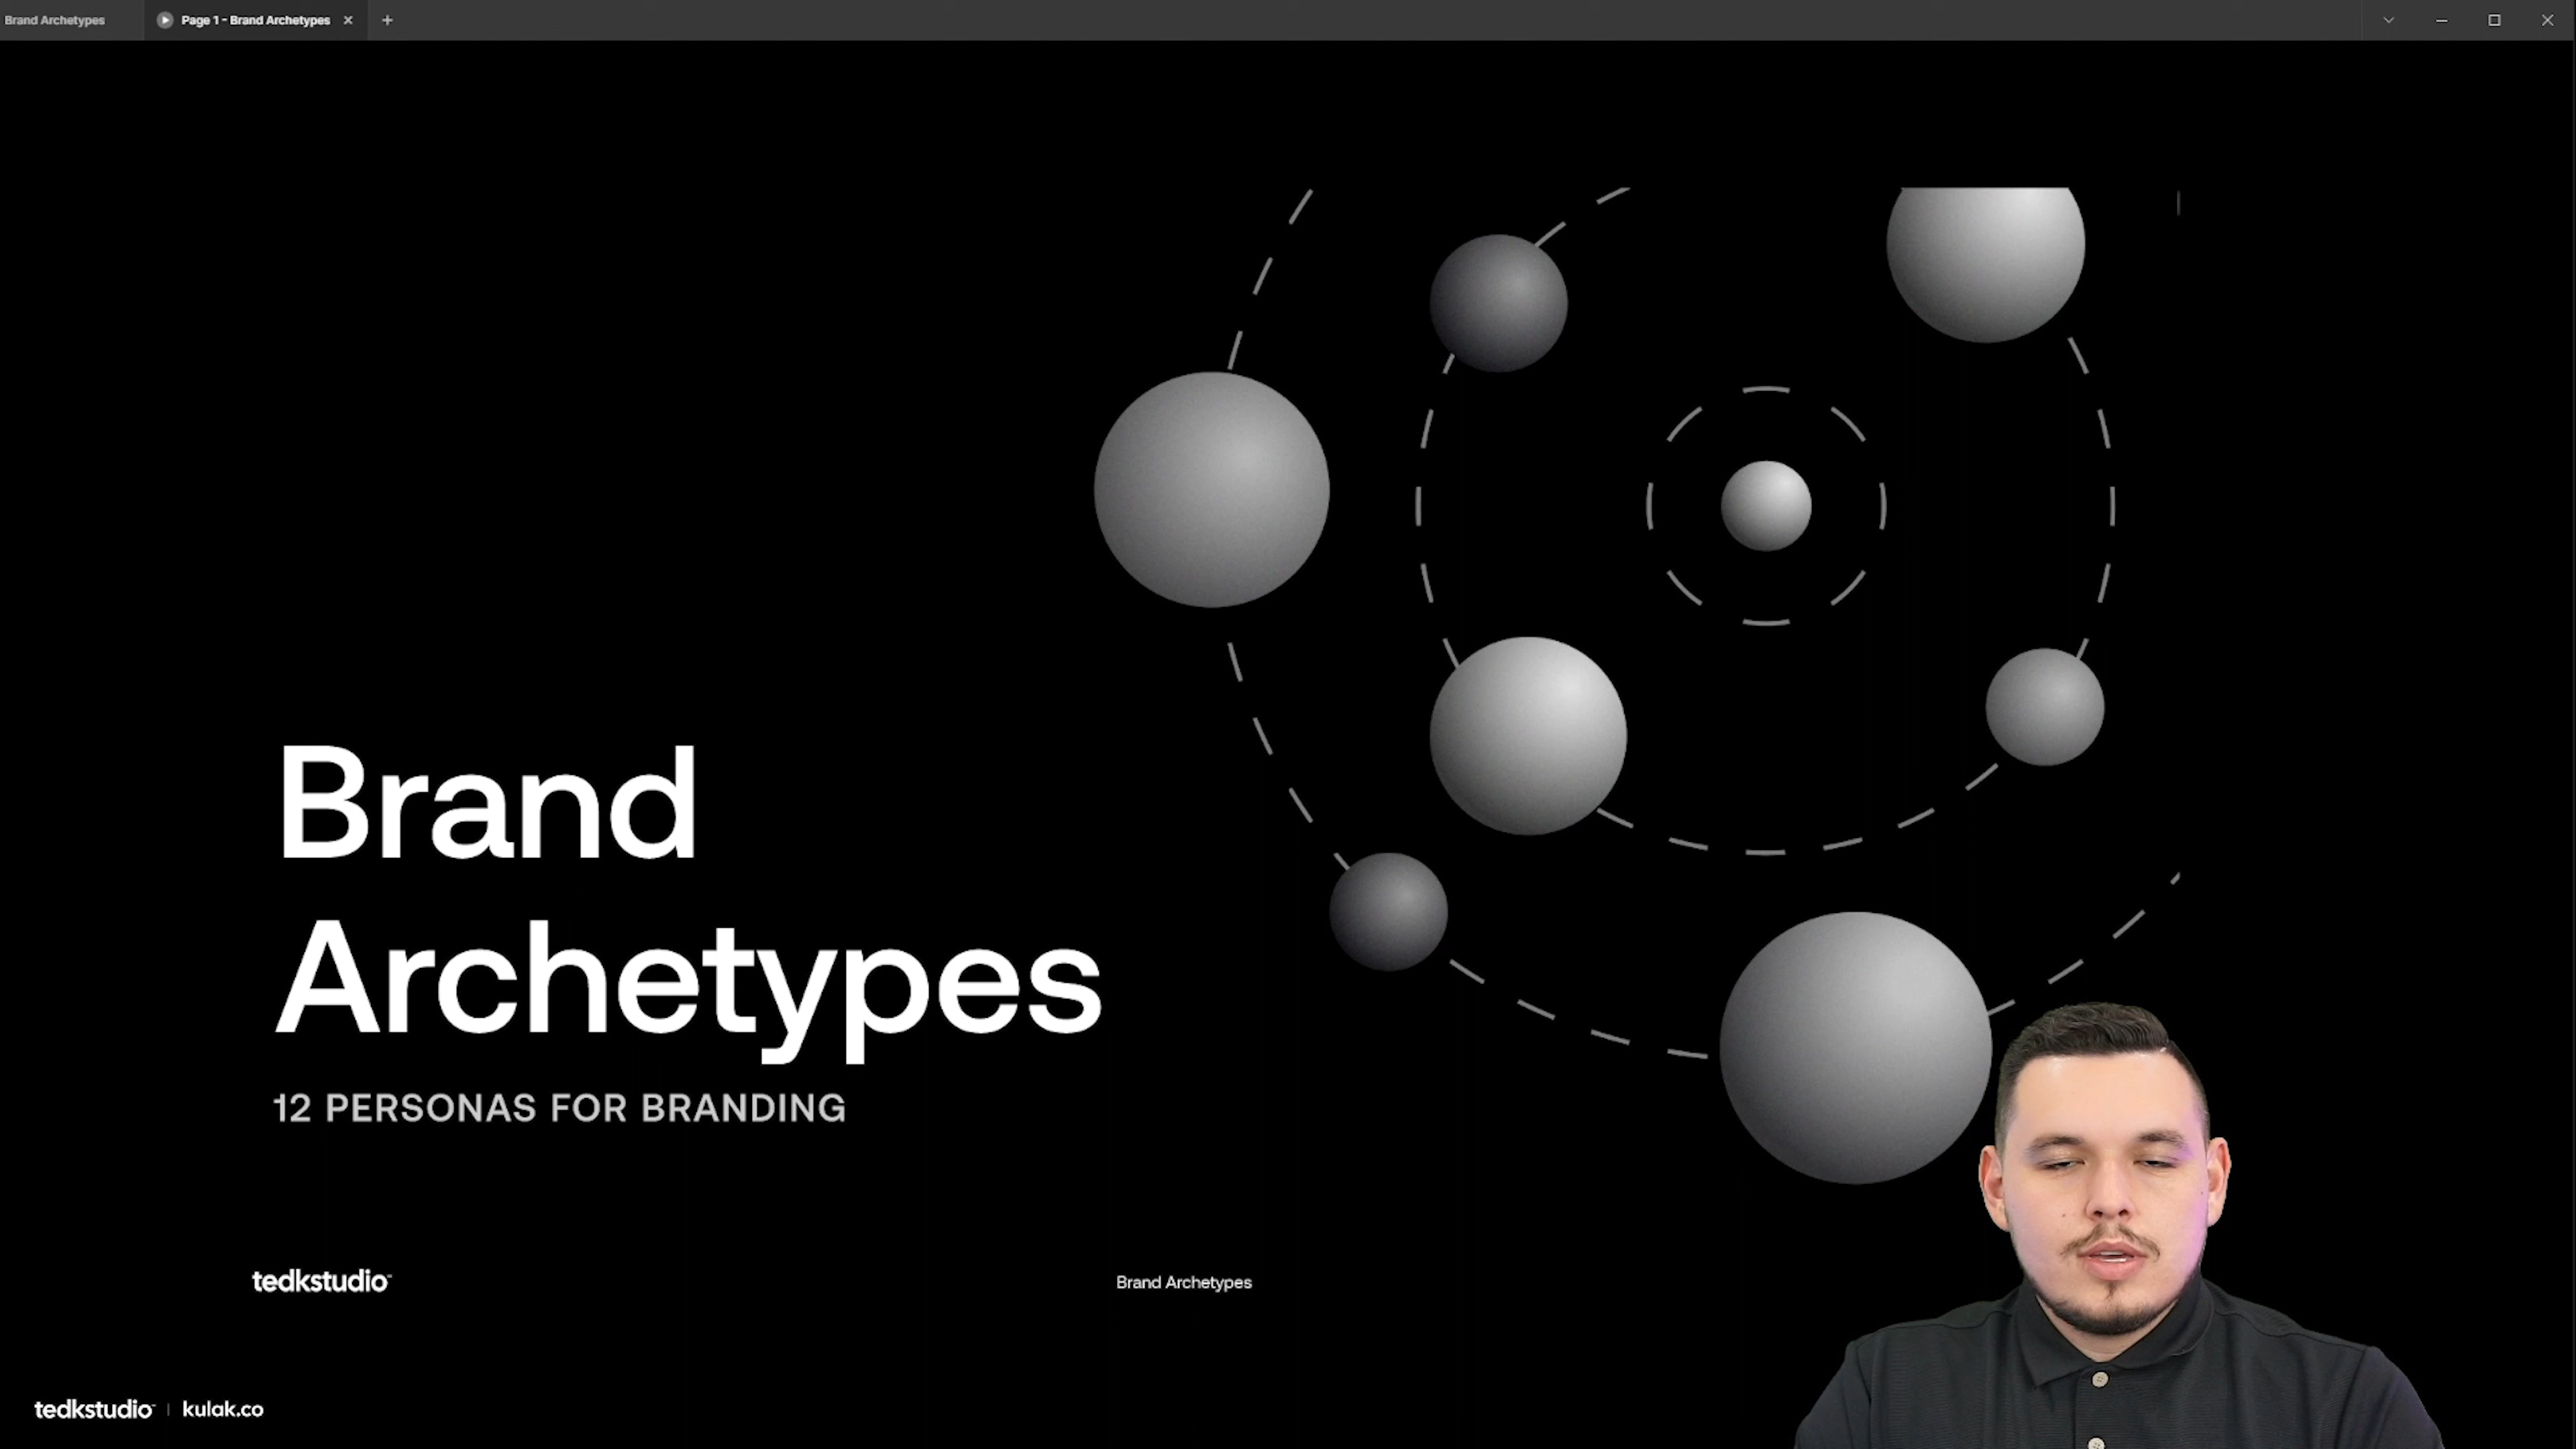 Brand Archetypes
Page 1 - Brand Archetypes
Brand
Archetypes
12 PERSONAS FOR BRANDING
tedkstudio
Brand Archetypes
tedkstudio | kulak.co